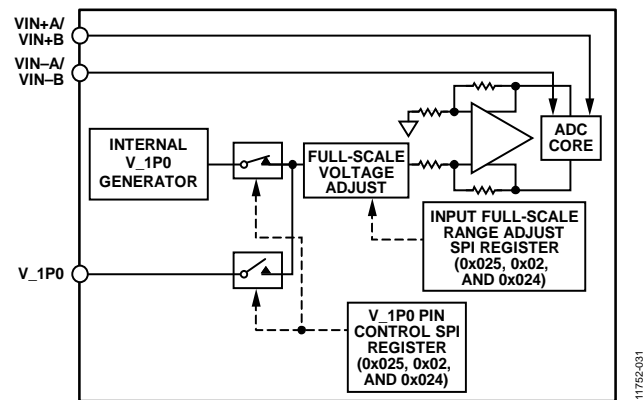 VIN+A/
VIN+B
VIN–A/
VIN–B
INTERNAL
V_1P0
GENERATOR
FULL-SCALE
VOLTAGE
ADJUST
ADC
CORE
INPUT FULL-SCALE
RANGE ADJUST
SPI REGISTER
(0x025, 0x02,
AND 0x024)
V_1P0
V_1P0 PIN
CONTROL SPI
REGISTER
(0x025, 0x02,
AND 0x024)
11752-031